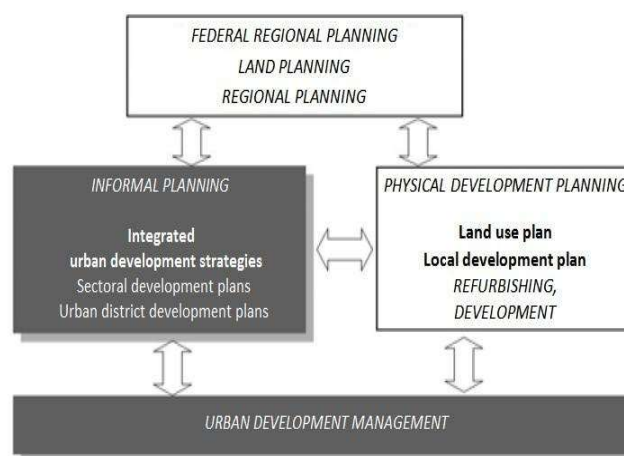 FEDERAL REGIONAL PLANNING
LAND PLANNING
REGIONAL PLANNING
INFORMAL PLANNING
Integrated
urban development strategies
Sectoral development plans
Urban district development plans
PHYSICAL DEVELOPMENT PLANNING
Land use plan
Local development plan
REFURBISHING,
DEVELOPMENT
URBAN DEVELOPMENT MANAGEMENT